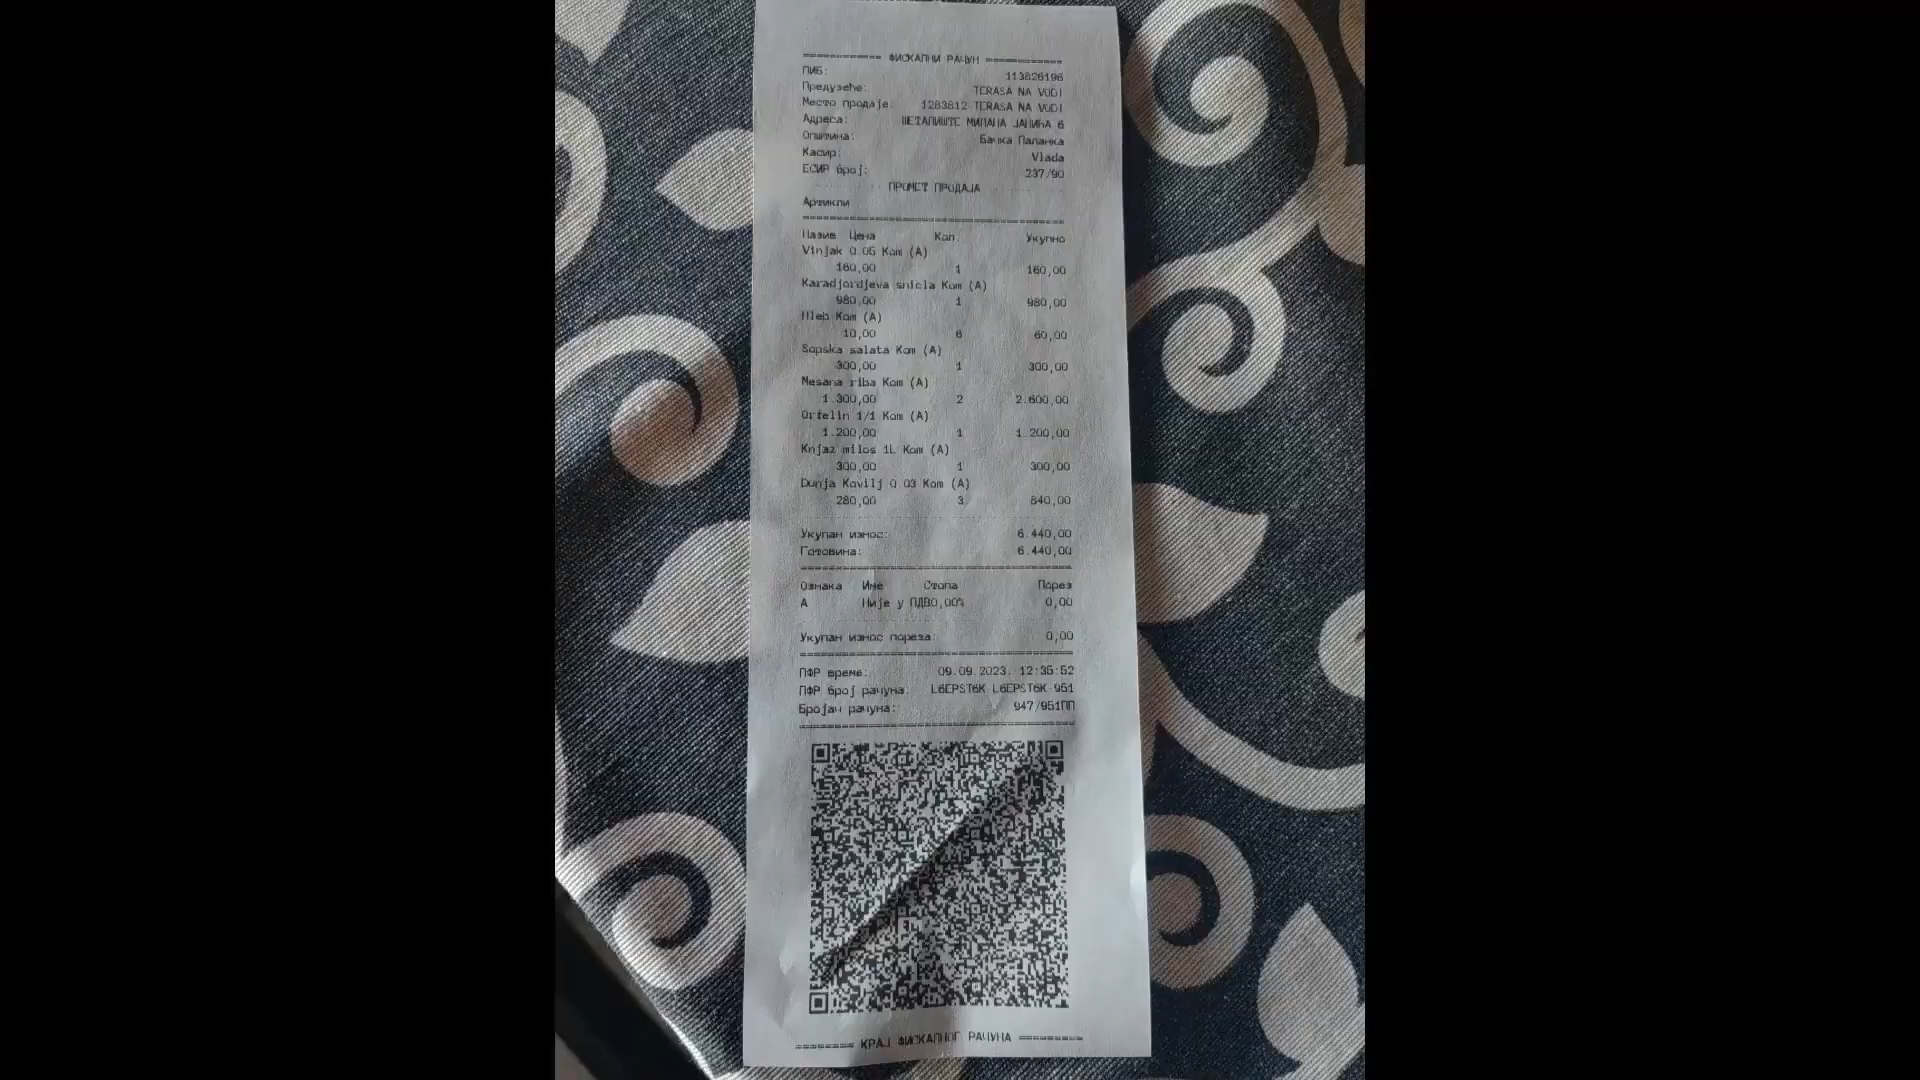 ============ ФИСКАЛНИ РАЧУН ============
ПИБ: 113826196
Предузеће: TERASA NA VODI
Место продаје: 1283812-TERASA NA VODI
Адреса: ШЕТАЛИШТЕ МИЛАНА ЈАНИЋА 6
Општина: Бачка Паланка
Касир: Vlada
ЕСИР број: 237/90
ПРОМЕТ ПРОДАЈА
Артикли
========================================
Назив Цена Кол. Укупно
Vinjak 0.05 Kom (A)
160,00 1 160,00
Karadjordjeva snicla Kom (A)
980,00 1 980,00
Hleb Kom (A)
10,00 6 60,00
Sopska salata Kom (A)
300,00 1 300,00
Mesana riba Kom (A)
1.300,00 2 2.600,00
Ortelin 1/1 Kom (A)
1.200,00 1 1.200,00
Knjaz milos 1L Kom (A)
300,00 1 300,00
Dunja Kovilj 0.03 Kom (A)
280,00 3 840,00
Укупан износ: 6.440,00
Готовина: 6.440,00
========================================
Ознака Име Стопа Порез
А Није у ПДВ0,00% 0,00
Укупан износ пореза: 0,00
========================================
ПФР време: 09.09.2023. 12:35:52
ПФР број рачуна: L6EPST6K-L6EPST6K-951
Бројач рачуна: 947/951ПП
========================================
======== КРАЈ ФИСКАЛНОГ РАЧУНА =========